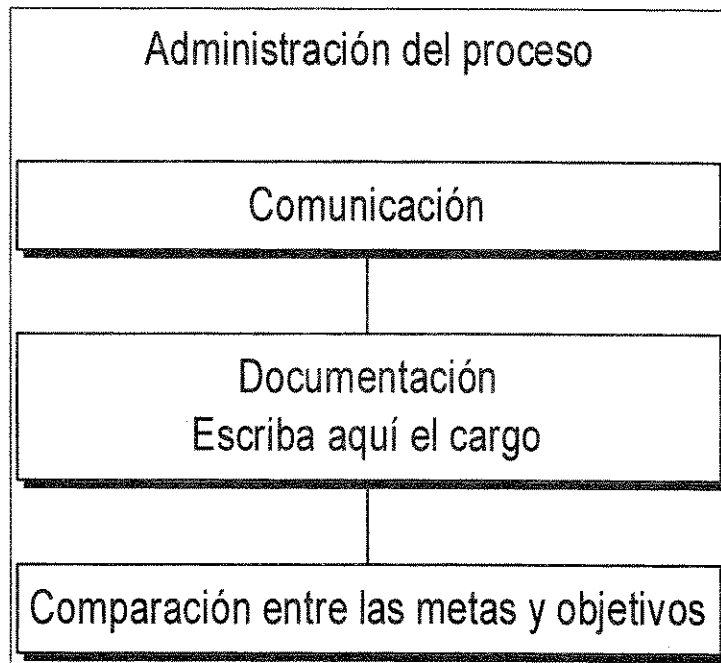 Administración del proceso
Comunicación
Documentación
Escriba aquí el cargo
Comparación entre las metas y objetivos